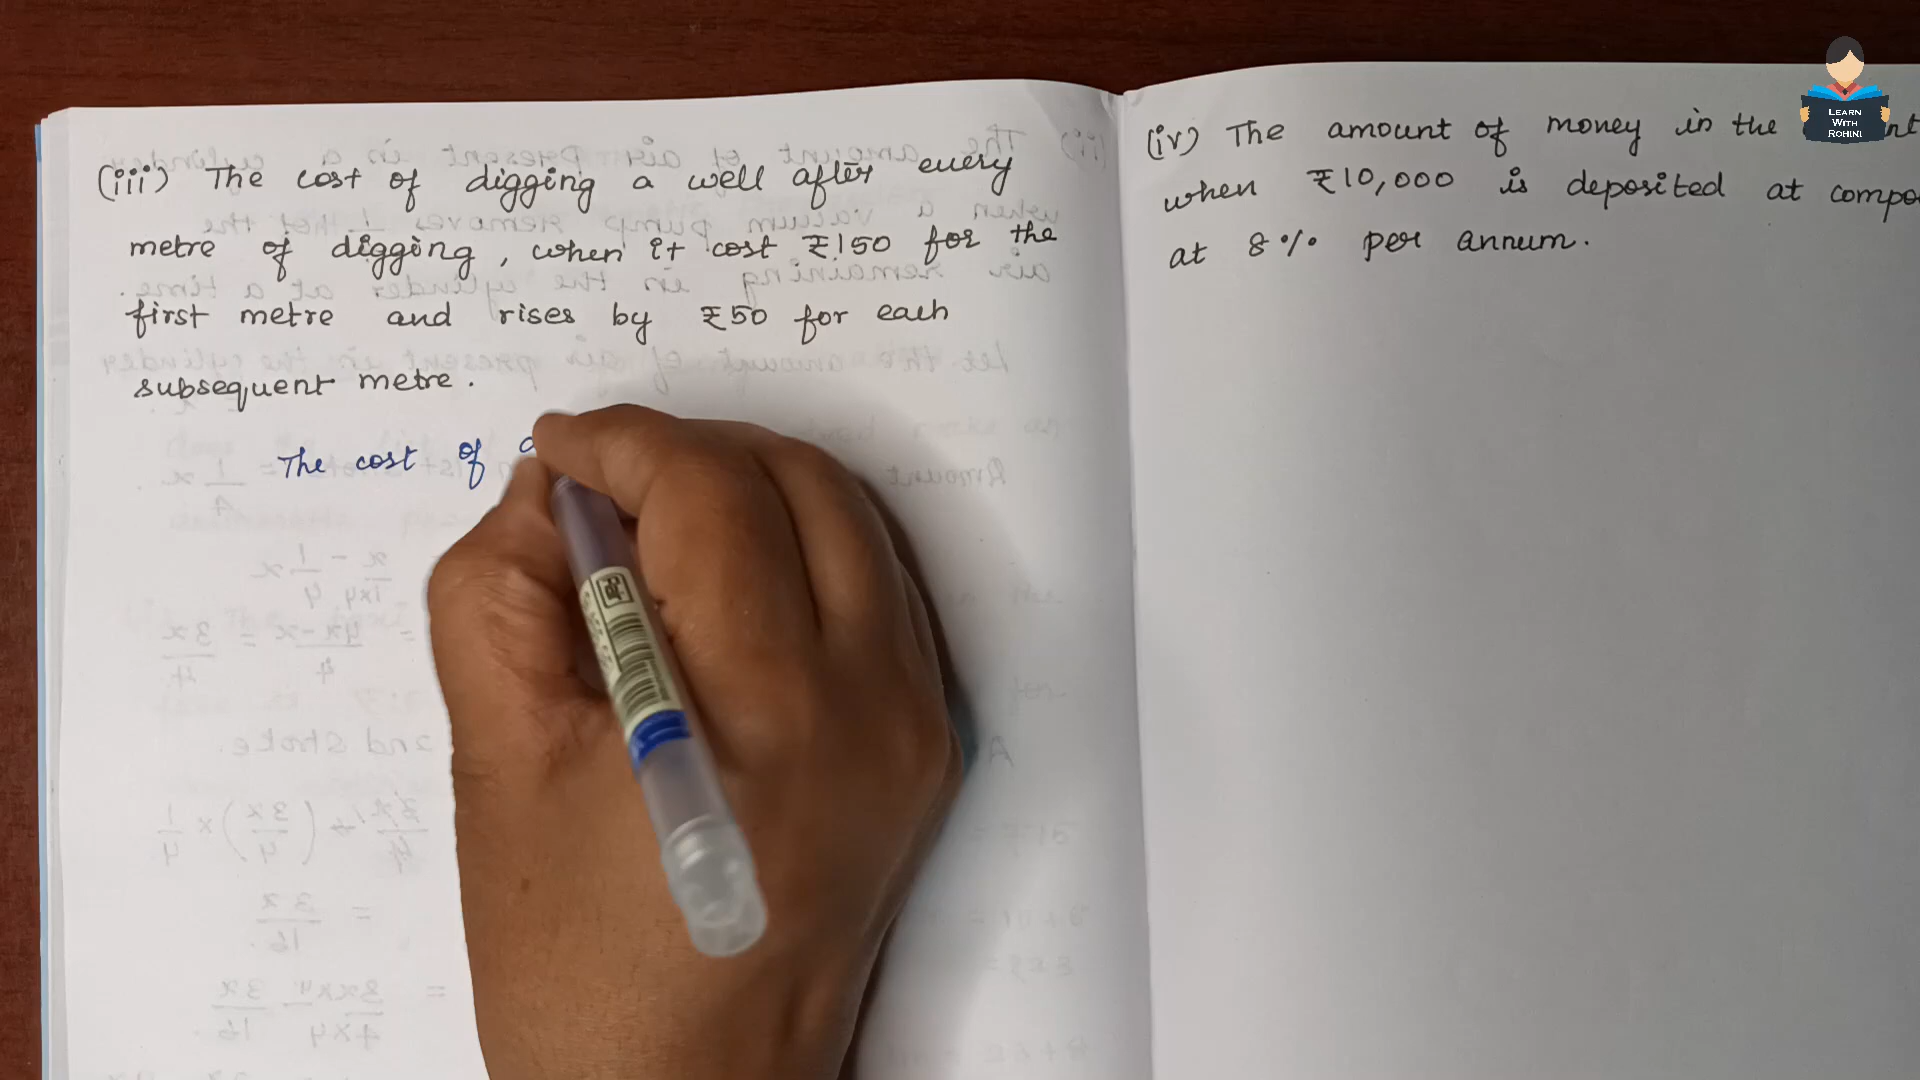 (iii) The cost of digging a well after every
metre of digging, when it cost ₹150 for the
first metre and rises by ₹50 for each
subsequent metre.
The cost of
(iv) The amount of money in the
when ₹10,000 is deposited at compo
at 8% per annum.
LEARN
WITH
ROHINI